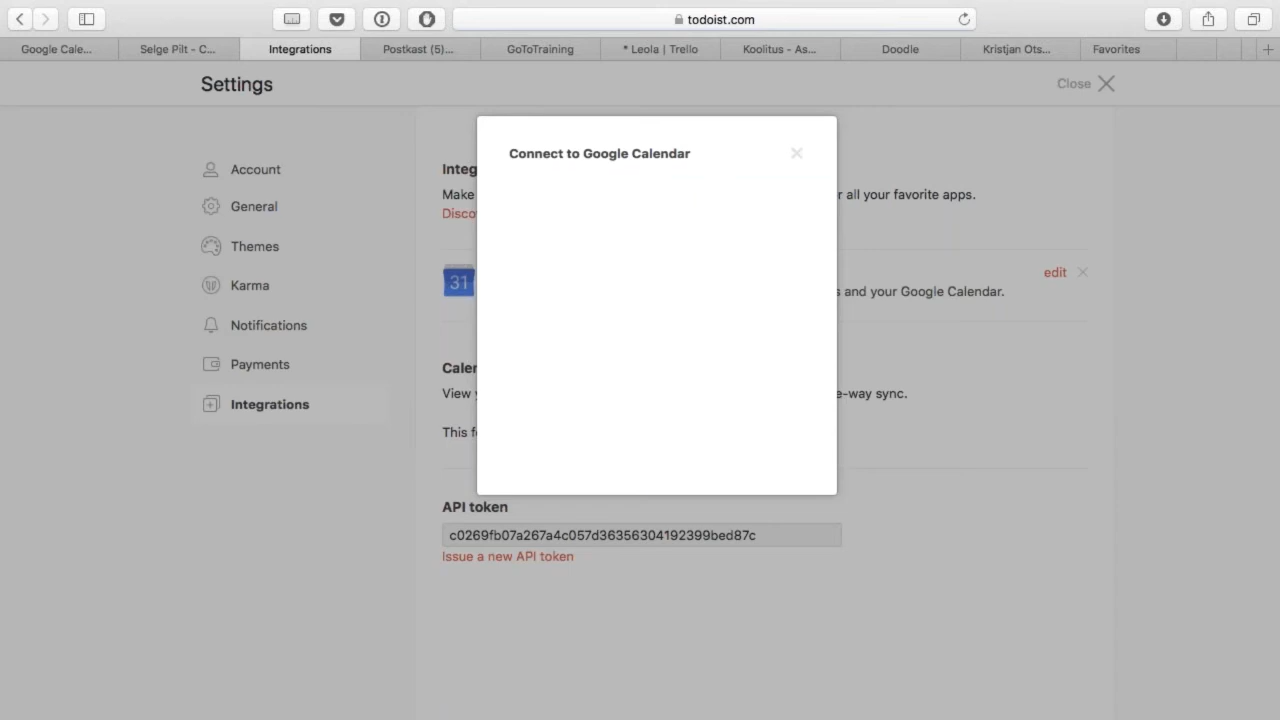 todoist.com
Google Cale...
Selge Pilt - C...
Integrations
Postkast (5)...
GoToTraining
* Leola | Trello
Koolitus - As...
Doodle
Kristjan Ots...
Favorites
Settings
Close
Account
General
Themes
Karma
Notifications
Payments
Integrations
Connect to Google Calendar
Integ
Make
r all your favorite apps.
Disco
31
edit
s and your Google Calendar.
Caler
View y
e-way sync.
This fe
API token
c0269fb07a267a4c057d36356304192399bed87c
Issue a new API token